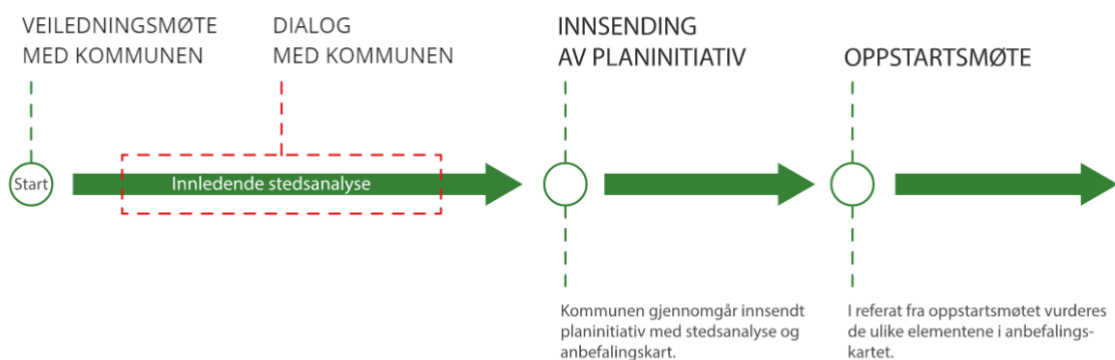 VEILEDNINGSMØTE
MED KOMMUNEN
DIALOG
MED KOMMUNEN
INNSENDING
AV PLANINITIATIV
OPPSTARTSMØTE
Start
Innledende stedsanalyse
Kommunen gjennomgår innsendt
planinitiativ med stedsanalyse og
anbefalingskart.
I referat fra oppstartsmøtet vurderes
de ulike elementene i anbefalings-
kartet.